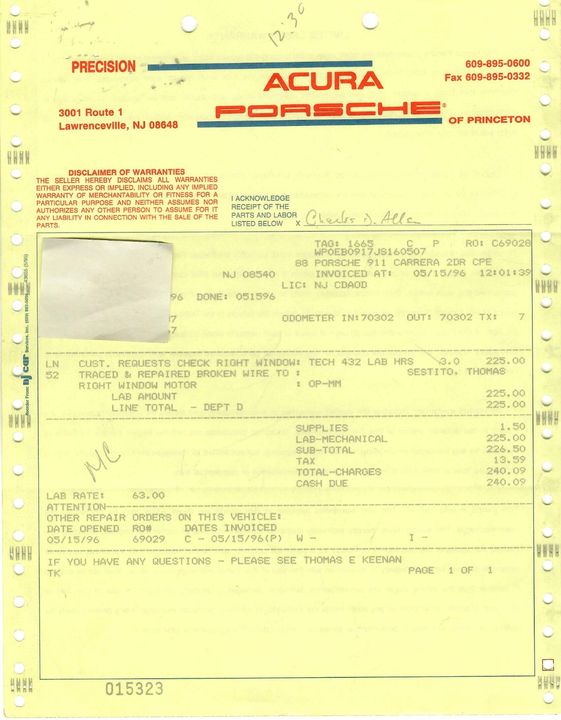 12:30
PRECISION
609-895-0600
ACURA
Fax 609-895-0332
PORSCHE®
3001 Route 1
OF PRINCETON
Lawrenceville, NJ 08648
DISCLAIMER OF WARRANTIES
THE SELLER HEREBY DISCLAIMS ALL WARRANTIES
EITHER EXPRESS OR IMPLIED, INCLUDING ANY IMPLIED
WARRANTY OF MERCHANTABILITY OR FITNESS FOR A
PARTICULAR PURPOSE AND NEITHER ASSUMES NOR
AUTHORIZES ANY OTHER PERSON TO ASSUME FOR IT
ANY LIABILITY IN CONNECTION WITH THE SALE OF THE
PARTS.
I ACKNOWLEDGE
RECEIPT OF THE
PARTS AND LABOR
LISTED BELOW X Charles D. Allen
TAG: 1665 C P RO: C69028
WP0EB0917JS160507
88 PORSCHE 911 CARRERA 2DR CPE
NJ 08540 INVOICED AT: 05/15/96 12:01:39
LIC: NJ CDAOD
96 DONE: 051596
7 ODOMETER IN:70302 OUT: 70302 TX: 7
7
LN CUST. REQUESTS CHECK RIGHT WINDOW: TECH 432 LAB HRS 3.0 225.00
52 TRACED & REPAIRED BROKEN WIRE TO : SESTITO, THOMAS
RIGHT WINDOW MOTOR : OP-MM
LAB AMOUNT 225.00
LINE TOTAL - DEPT D 225.00
SUPPLIES 1.50
LAB-MECHANICAL 225.00
SUB-TOTAL 226.50
TAX 13.59
TOTAL-CHARGES 240.09
CASH DUE 240.09
M/C
LAB RATE: 63.00
ATTENTION
OTHER REPAIR ORDERS ON THIS VEHICLE:
DATE OPENED RO# DATES INVOICED
05/15/96 69029 C - 05/15/96(P) W - I -
IF YOU HAVE ANY QUESTIONS - PLEASE SEE THOMAS E KEENAN
TK PAGE 1 OF 1
015323